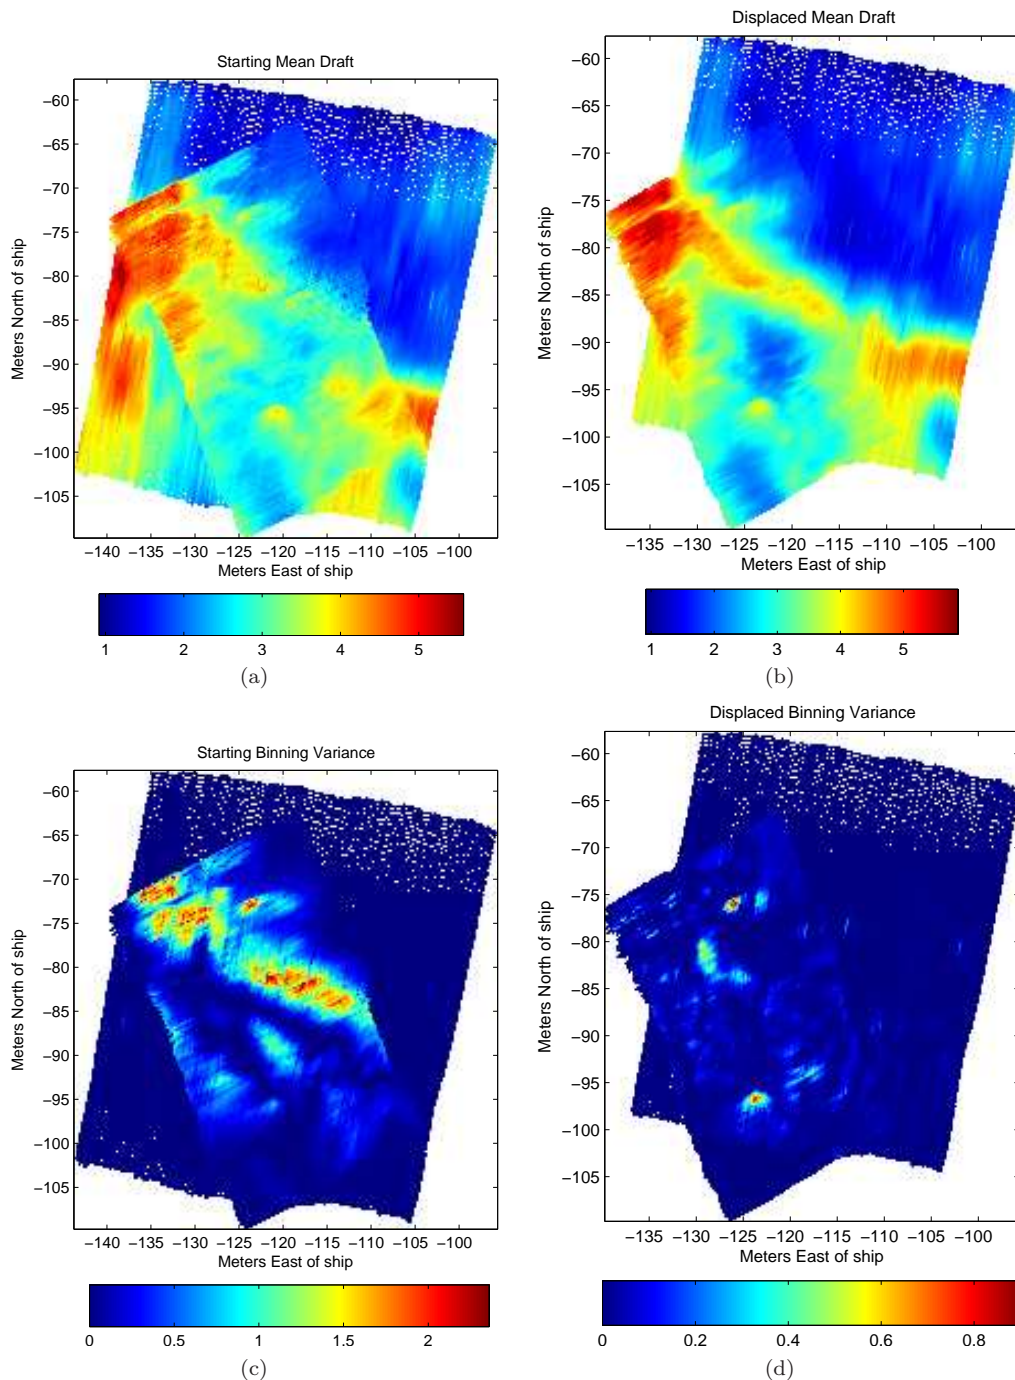 Starting Mean Draft
−60
−65
−70
−75
−80
−85
−90
−95
−100
−105
Meters North of ship
−140 −135 −130 −125 −120 −115 −110 −105 −100
Meters East of ship
1 2 3 4 5
(a)
Displaced Mean Draft
−60
−65
−70
−75
−80
−85
−90
−95
−100
−105
Meters North of ship
−135 −130 −125 −120 −115 −110 −105 −100
Meters East of ship
1 2 3 4 5
(b)
Starting Binning Variance
−60
−65
−70
−75
−80
−85
−90
−95
−100
−105
Meters North of ship
−140 −135 −130 −125 −120 −115 −110 −105 −100
Meters East of ship
0 0.5 1 1.5 2
(c)
Displaced Binning Variance
−60
−65
−70
−75
−80
−85
−90
−95
−100
−105
Meters North of ship
−135 −130 −125 −120 −115 −110 −105 −100
Meters East of ship
0 0.2 0.4 0.6 0.8
(d)